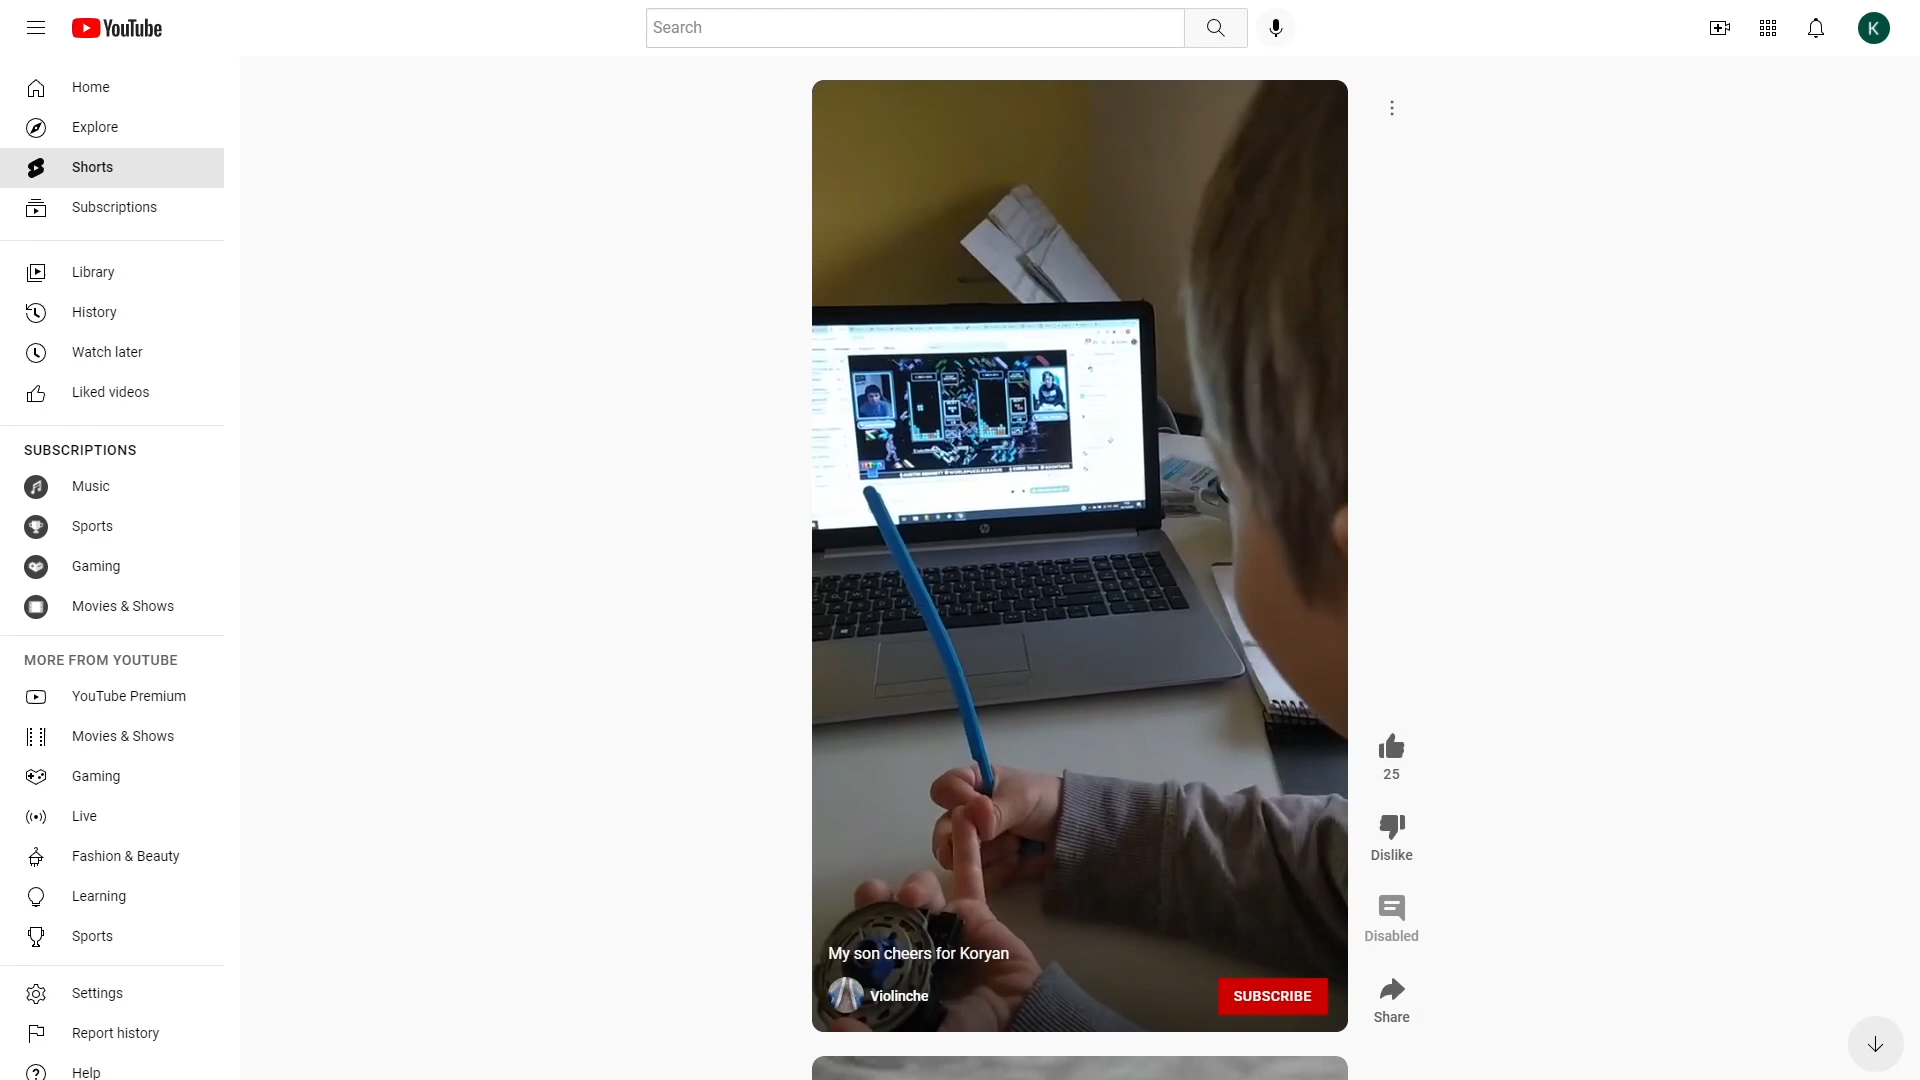 YouTube
Search
K
Home
Explore
Shorts
Subscriptions
Library
History
Watch later
Liked videos
SUBSCRIPTIONS
Music
Sports
Gaming
Movies & Shows
MORE FROM YOUTUBE
YouTube Premium
Movies & Shows
Gaming
Live
Fashion & Beauty
Learning
Sports
Settings
Report history
Help
hp
My son cheers for Koryan
Violinche
SUBSCRIBE
25
Dislike
Disabled
Share